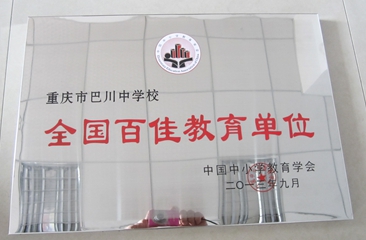 重庆市巴川中学校
全国百佳教育单位
中国中小学教育学会
二〇一三年九月